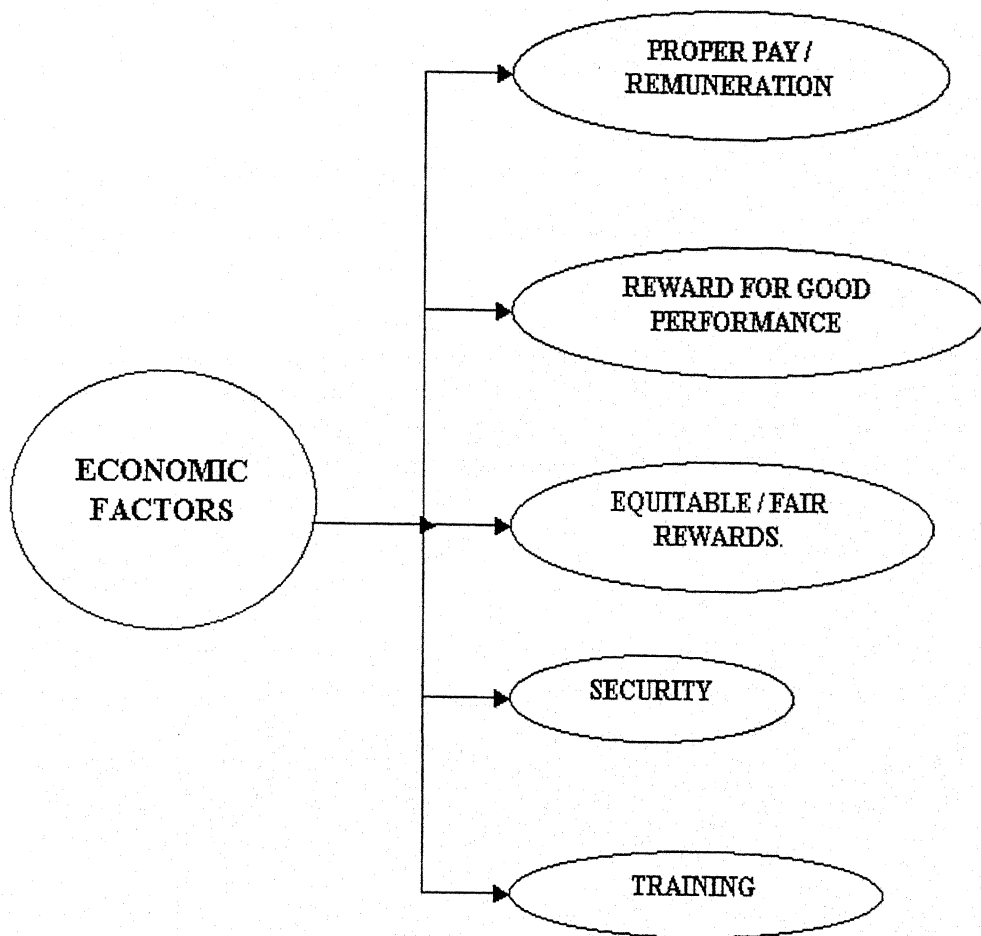 PROPER PAY /
REMUNERATION
REWARD FOR GOOD
PERFORMANCE
ECONOMIC
FACTORS
EQUITABLE / FAIR
REWARDS.
SECURITY
TRAINING